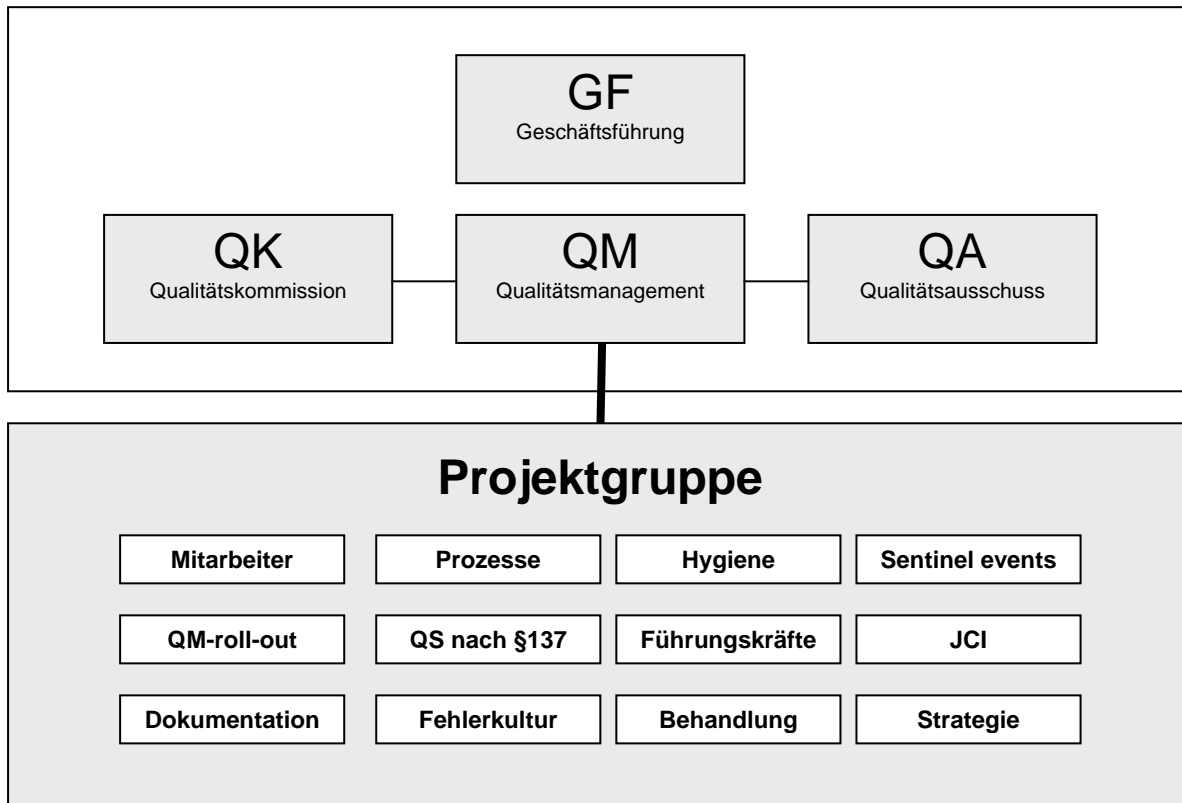 GF
Geschäftsführung
QK
Qualitätskommission
QM
Qualitätsmanagement
QA
Qualitätsausschuss
Projektgruppe
Mitarbeiter
Prozesse
Hygiene
Sentinel events
QM-roll-out
QS nach §137
Führungskräfte
JCI
Dokumentation
Fehlerkultur
Behandlung
Strategie